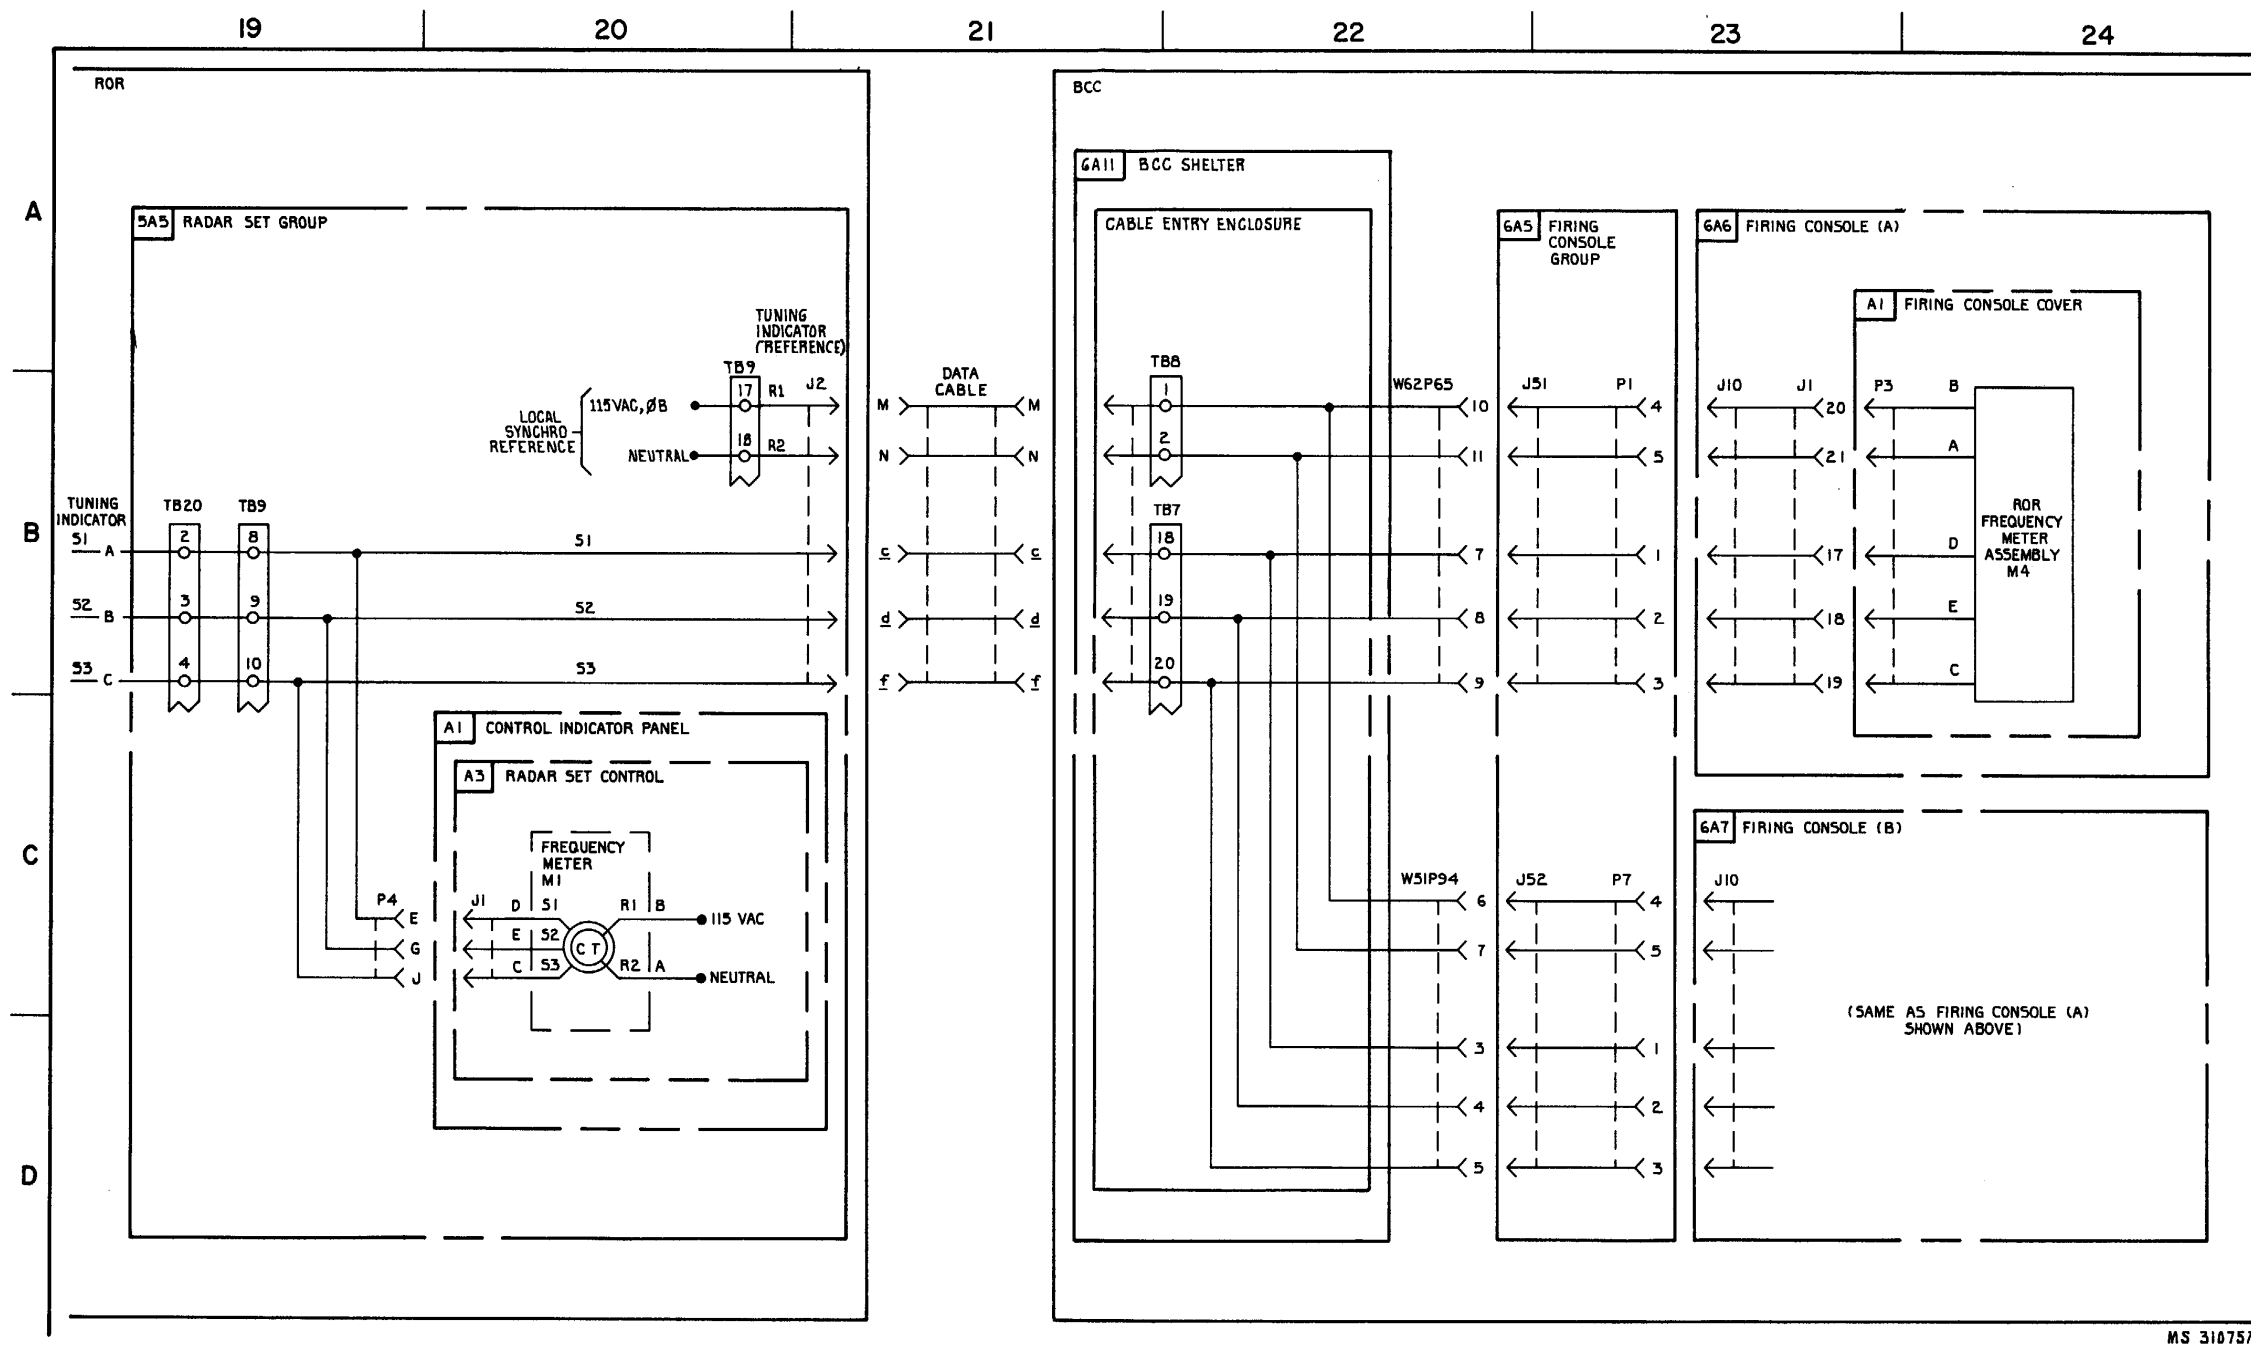 19 20 21 22 23 24
A
B
C
D
ROR
5A5 RADAR SET GROUP
TUNING
INDICATOR
(REFERENCE)
TB9
J2
LOCAL
SYNCHRO
REFERENCE
115VAC, ØB
17 R1
NEUTRAL
18 R2
TUNING
INDICATOR
TB20 TB9
S1 A 2 8 S1
S2 B 3 9 S2
S3 C 4 10 S3
A1 CONTROL INDICATOR PANEL
A3 RADAR SET CONTROL
FREQUENCY
METER
M1
P4 J1
E D S1 R1 B 115 VAC
G E S2 CT
J C S3 R2 A NEUTRAL
DATA
CABLE
M M
N N
c c
d d
f f
BCC
6A11 BCC SHELTER
CABLE ENTRY ENCLOSURE
TB8
1
2
TB7
18
19
20
W62P65
10
11
7
8
9
W51P94
6
7
3
4
5
6A5 FIRING
CONSOLE
GROUP
J51 P1
4
5
1
2
3
J52 P7
4
5
1
2
3
6A6 FIRING CONSOLE (A)
A1 FIRING CONSOLE COVER
J10 J1 P3
20 B
21 A
17 D
18 E
19 C
ROR
FREQUENCY
METER
ASSEMBLY
M4
6A7 FIRING CONSOLE (B)
J10
(SAME AS FIRING CONSOLE (A)
SHOWN ABOVE)